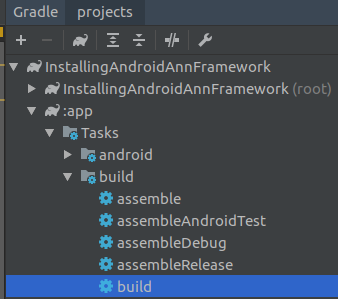 Gradle projects
InstallingAndroidAnnFramework
InstallingAndroidAnnFramework (root)
:app
Tasks
android
build
assemble
assembleAndroidTest
assembleDebug
assembleRelease
build